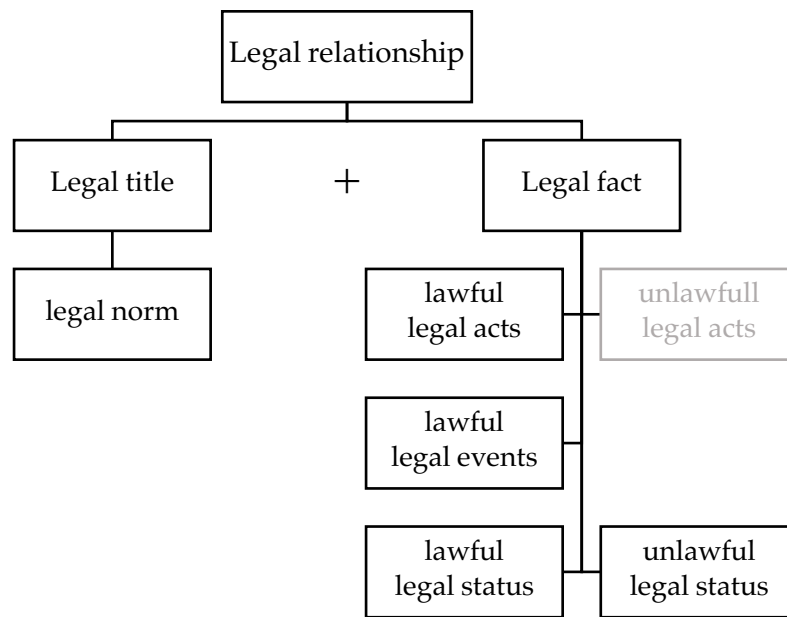 Legal relationship
Legal title
+
Legal fact
legal norm
lawful
legal acts
unlawfull
legal acts
lawful
legal events
lawful
legal status
unlawful
legal status